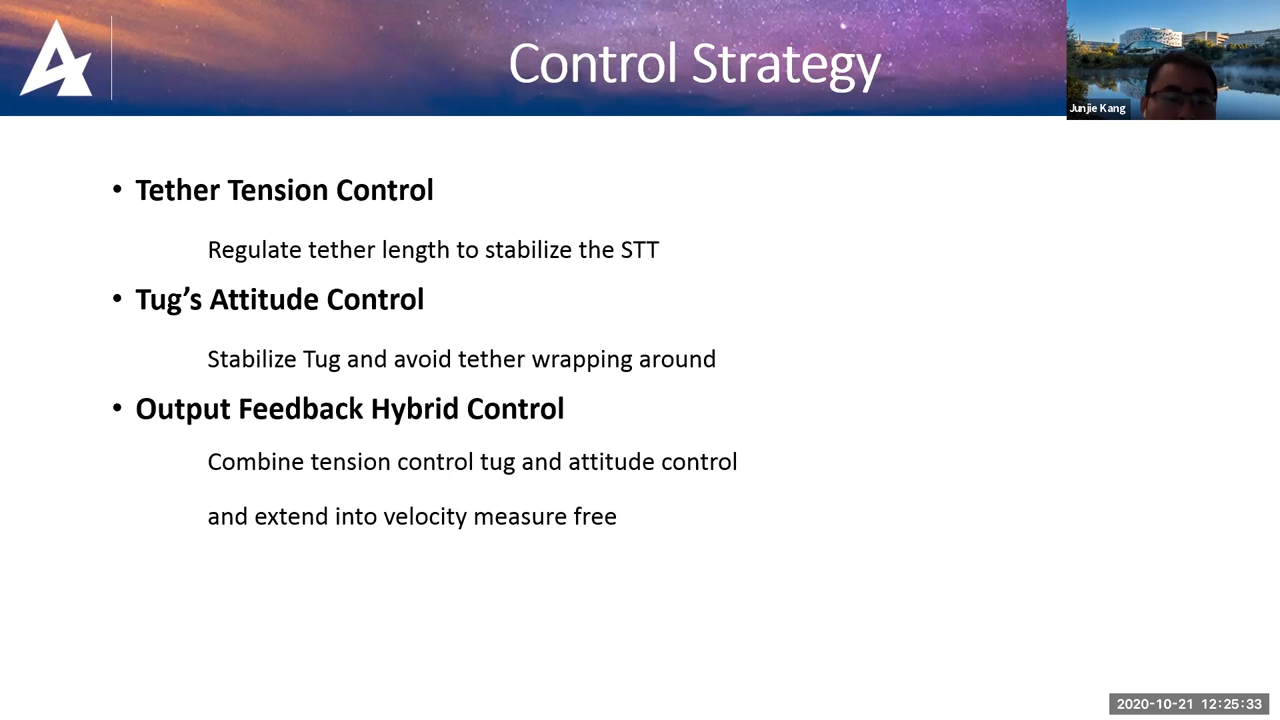 Control Strategy
Junjie Kang
• Tether Tension Control
Regulate tether length to stabilize the STT
• Tug’s Attitude Control
Stabilize Tug and avoid tether wrapping around
• Output Feedback Hybrid Control
Combine tension control tug and attitude control
and extend into velocity measure free
2020-10-21 12:25:33